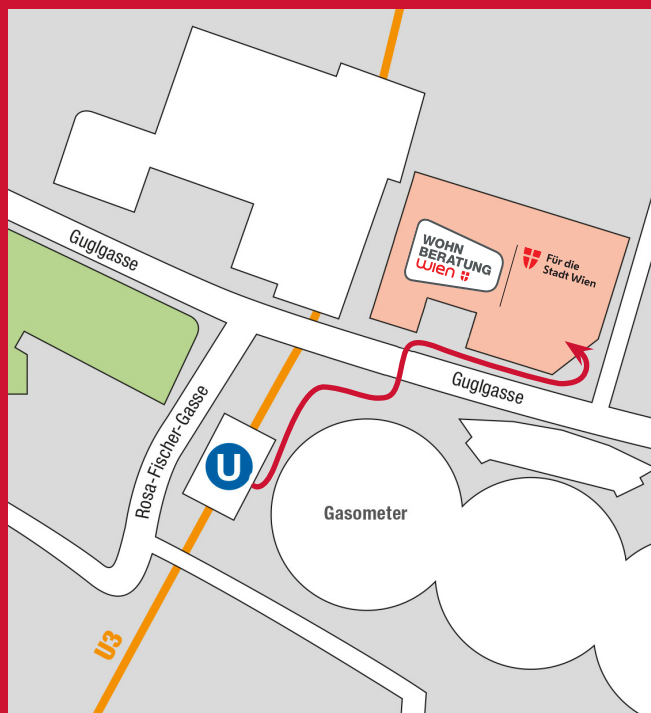 Guglgasse
WOHN
BERATUNG
wien
Für die
Stadt Wien
Guglgasse
Rosa-Fischer-Gasse
U
Gasometer
U3